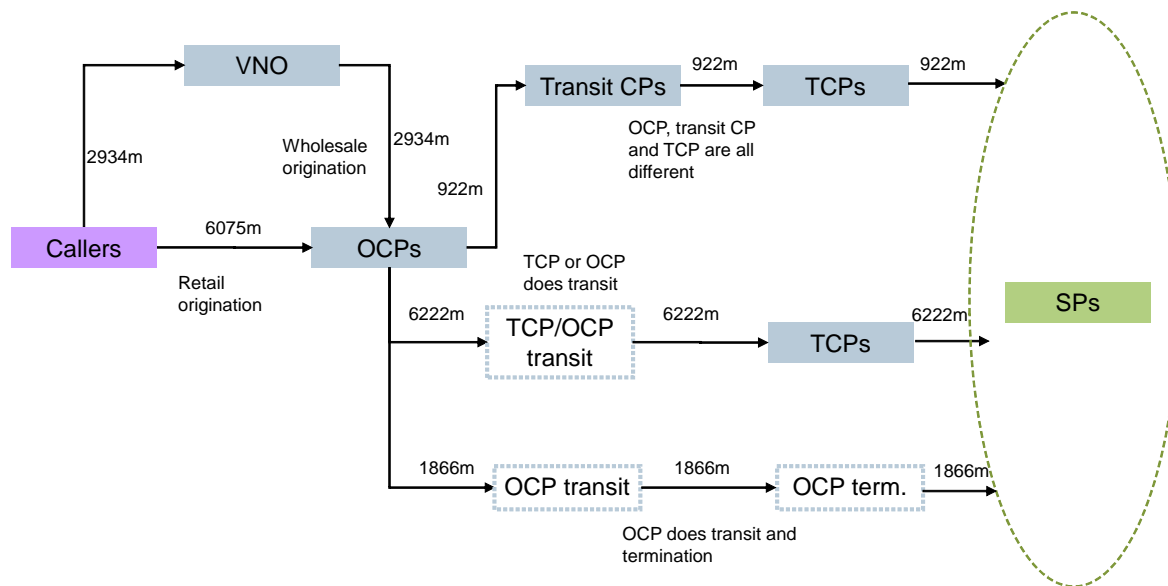 VNO
2934m
Wholesale
origination
2934m
922m
Transit CPs
922m
TCPs
922m
OCP, transit CP
and TCP are all
different
Callers
6075m
Retail
origination
OCPs
TCP or OCP
does transit
6222m
TCP/OCP
transit
6222m
TCPs
6222m
SPs
1866m
OCP transit
1866m
OCP term.
1866m
OCP does transit and
termination